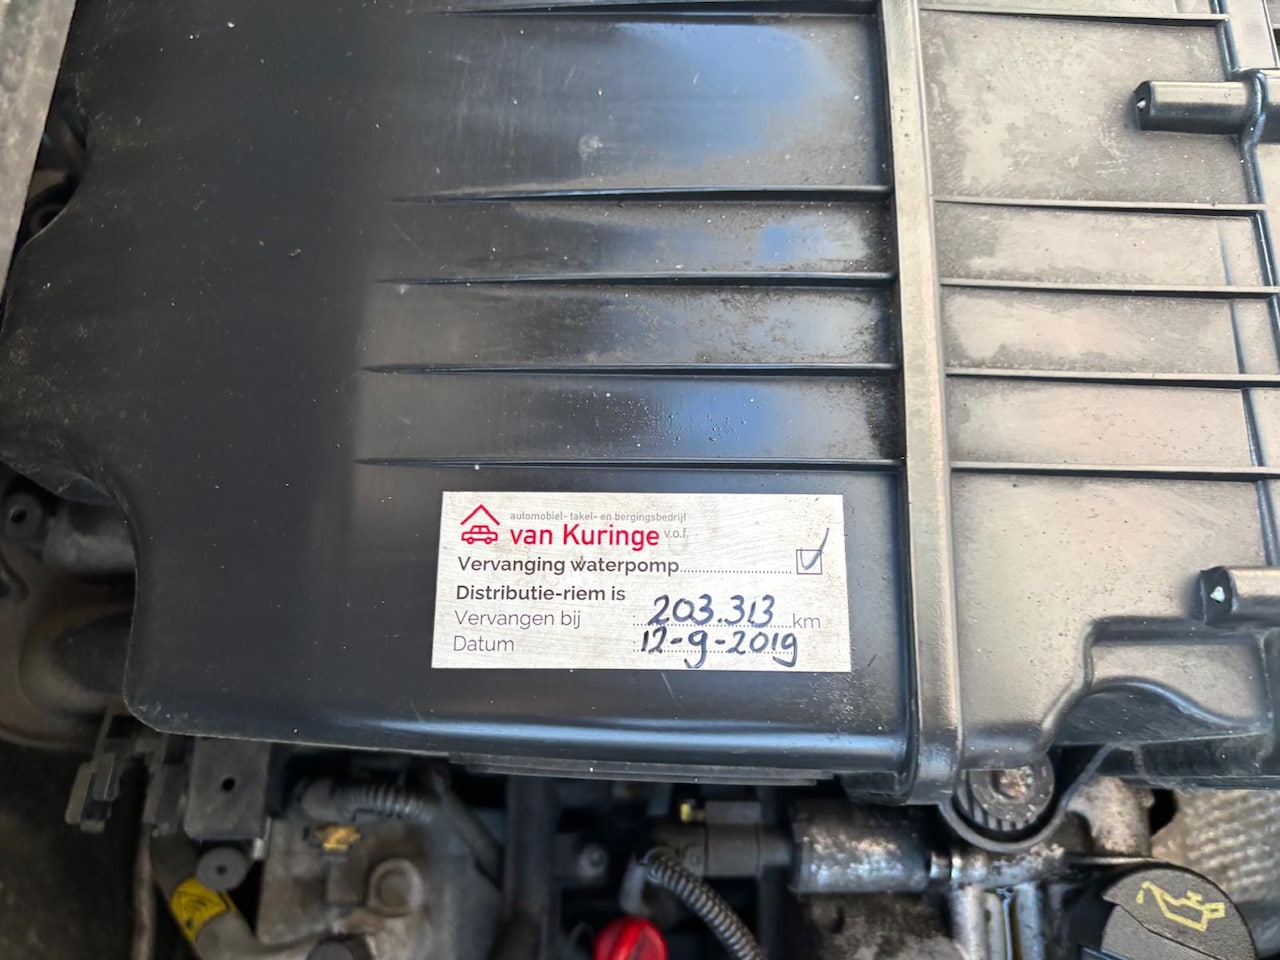 automobiel- takel- en bergingsbedrijf
van Kuringe v.o.f.
Vervanging waterpomp
Distributie-riem is
Vervangen bij : 203.313 km
Datum : 12-9-2019